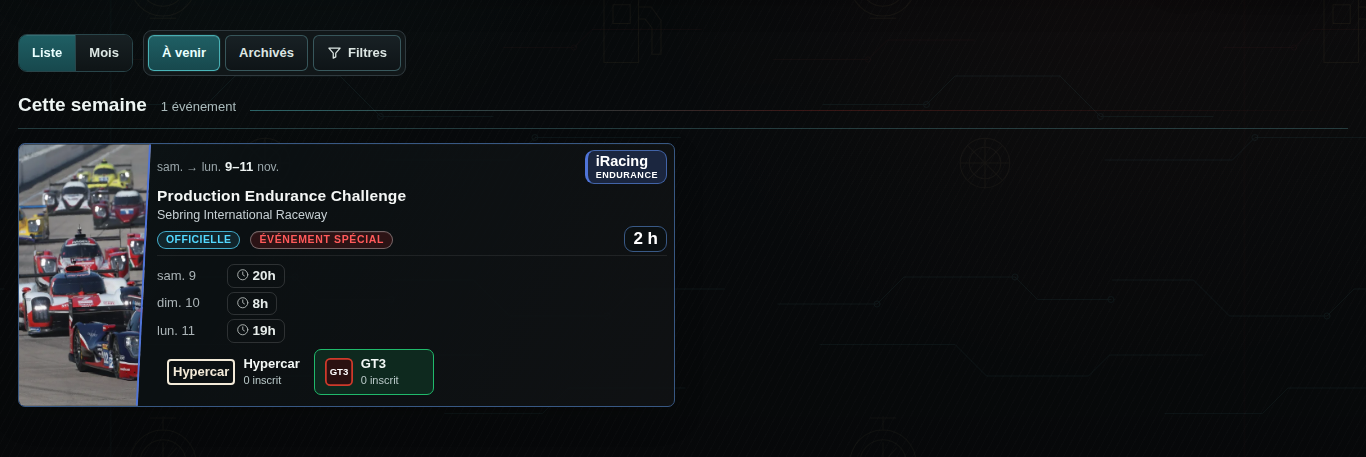 Liste
Mois
À venir
Archivés
Filtres
Cette semaine
1 événement
sam. → lun. 9–11 nov.
iRacing
ENDURANCE
Production Endurance Challenge
Sebring International Raceway
OFFICIELLE
ÉVÉNEMENT SPÉCIAL
2 h
sam. 9
20h
dim. 10
8h
lun. 11
19h
Hypercar
Hypercar
0 inscrit
GT3
GT3
0 inscrit